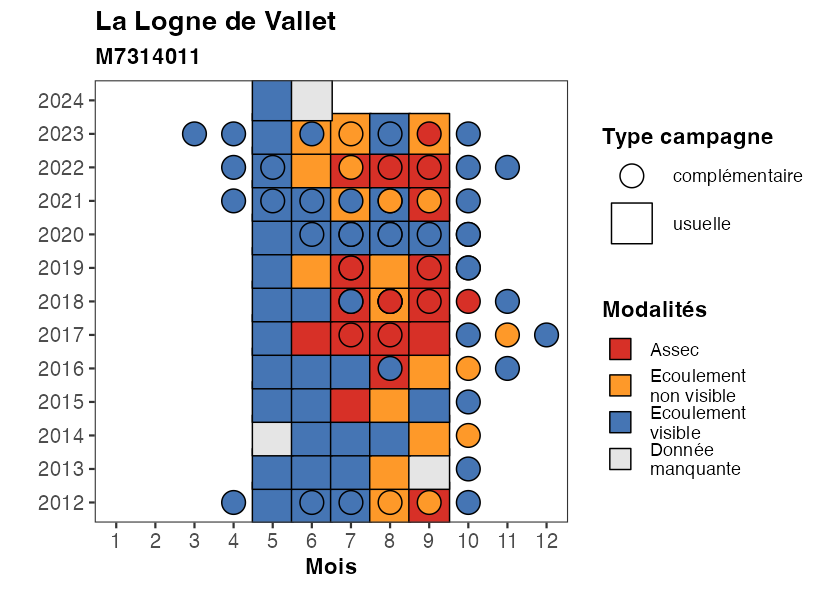 La Logne de Vallet
M7314011
2024
2023
2022
2021
2020
2019
2018
2017
2016
2015
2014
2013
2012
1 2 3 4 5 6 7 8 9 10 11 12
Mois
Type campagne
complémentaire
usuelle
Modalités
Assec
Ecoulement
non visible
Ecoulement
visible
Donnée
manquante